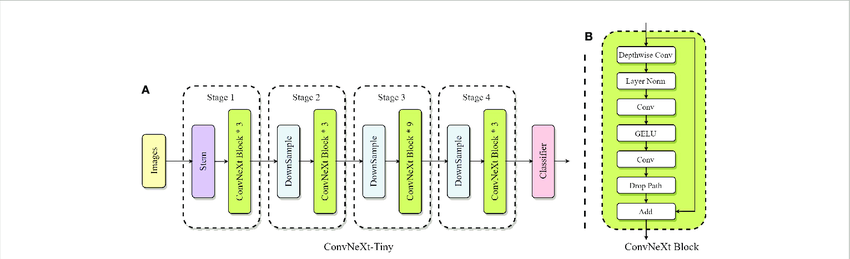 A
Images
Stage 1
Stem
ConvNeXt Block * 3
Stage 2
DownSample
ConvNeXt Block * 3
Stage 3
DownSample
ConvNeXt Block * 9
Stage 4
DownSample
ConvNeXt Block * 3
Classifier
ConvNeXt-Tiny
B
Depthwise Conv
Layer Norm
Conv
GELU
Conv
Drop Path
Add
ConvNeXt Block